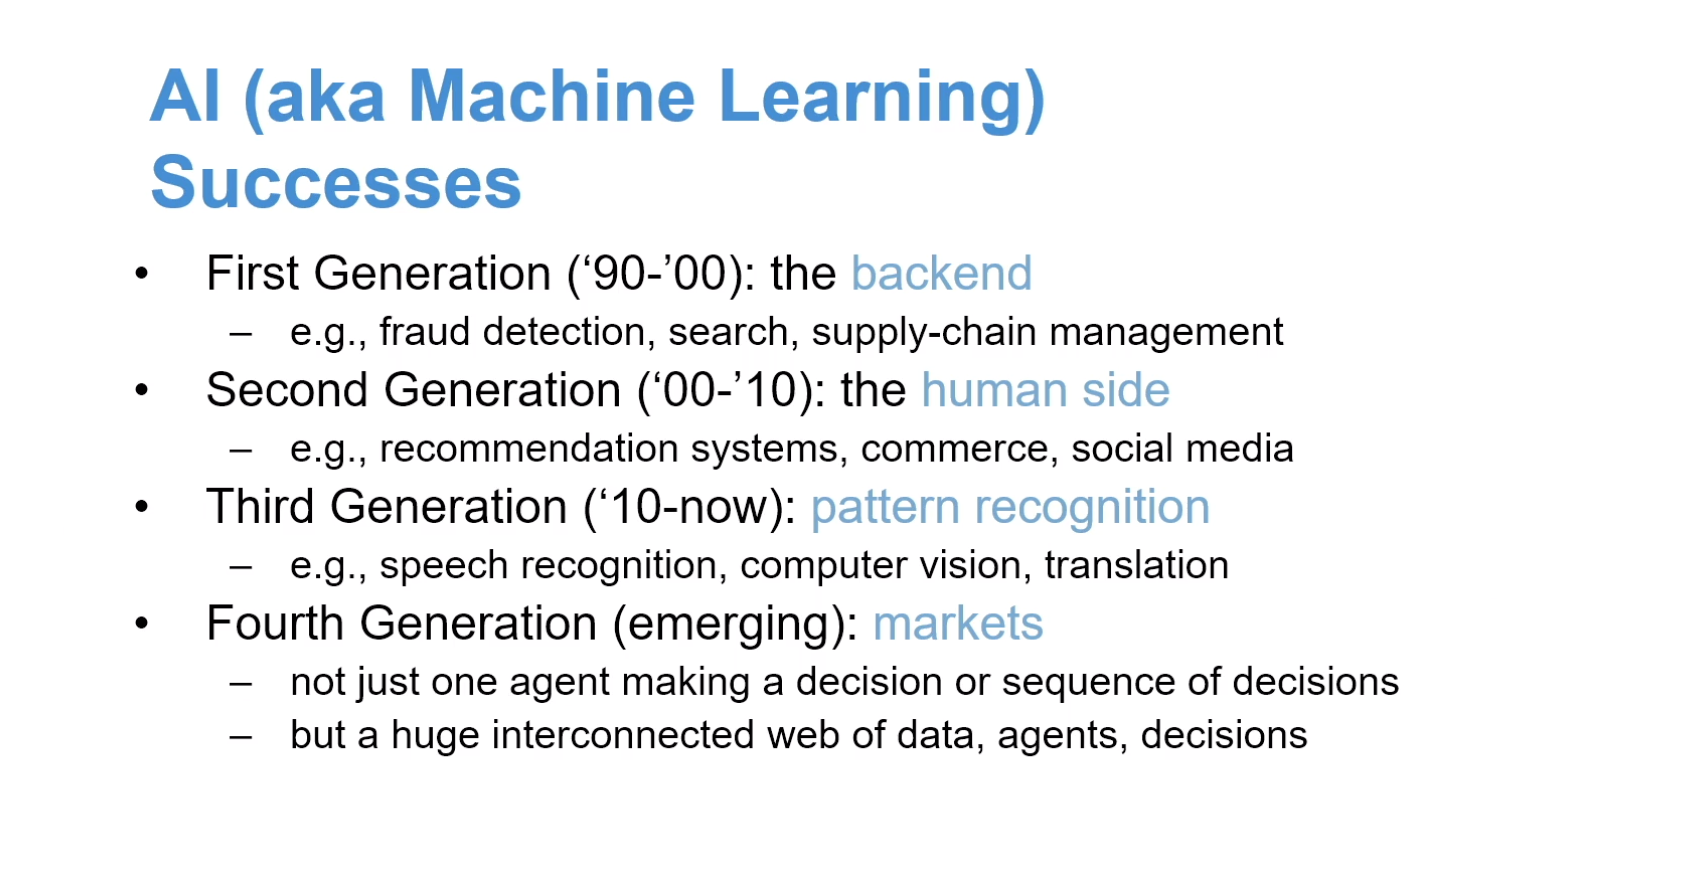 AI (aka Machine Learning)
Successes
• First Generation (‘90-’00): the backend
– e.g., fraud detection, search, supply-chain management
• Second Generation (‘00-’10): the human side
– e.g., recommendation systems, commerce, social media
• Third Generation (‘10-now): pattern recognition
– e.g., speech recognition, computer vision, translation
• Fourth Generation (emerging): markets
– not just one agent making a decision or sequence of decisions
– but a huge interconnected web of data, agents, decisions